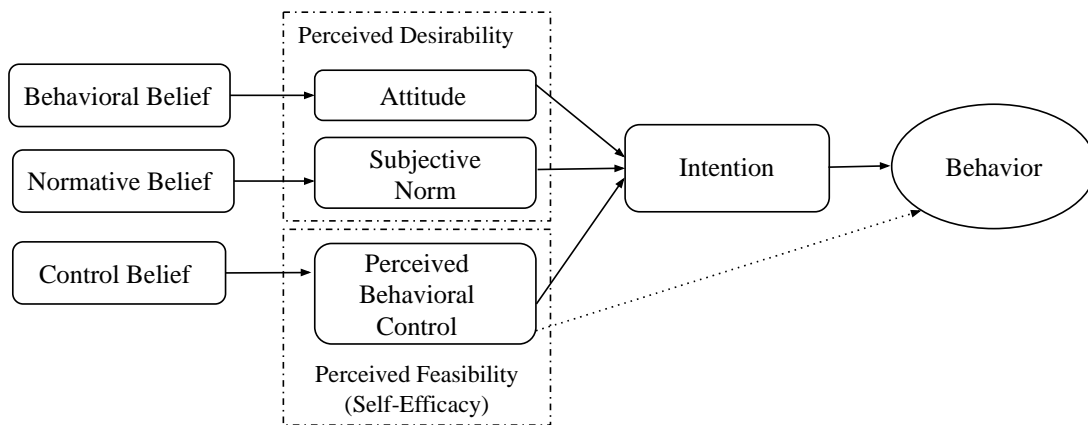 Perceived Desirability
Behavioral Belief
Attitude
Normative Belief
Subjective
Norm
Intention
Behavior
Control Belief
Perceived
Behavioral
Control
Perceived Feasibility
(Self-Efficacy)